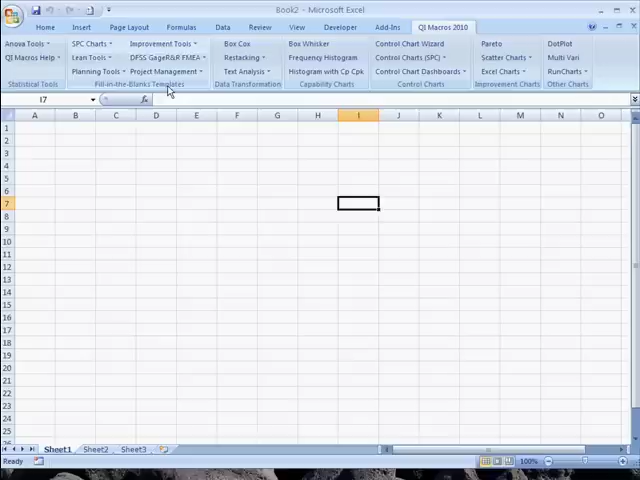 Book2 - Microsoft Excel
Home Insert Page Layout Formulas Data Review View Developer Add-Ins QI Macros 2010
Anova Tools SPC Charts Improvement Tools Box Cox Box Whisker Control Chart Wizard Pareto DotPlot
QI Macros Help Lean Tools DFSS GageR&R FMEA Restacking Frequency Histogram Control Charts (SPC) Scatter Charts Multi Vari
Planning Tools Project Management Text Analysis Histogram with Cp Cpk Control Chart Dashboards Excel Charts RunCharts
Statistical Tools Fill-in-the-Blanks Templates Data Transformation Capability Charts Control Charts Improvement Charts Other Charts
I7 fx
A B C D E F G H I J K L M N O
1
2
3
4
5
6
7
8
9
10
11
12
13
14
15
16
17
18
19
20
21
22
23
24
25
Sheet1 Sheet2 Sheet3
Ready 100%